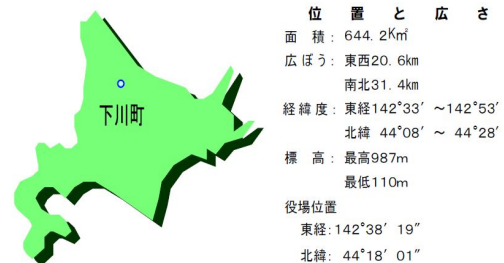 位置と広さ
面積：644.2K㎡
広ぼう：東西20.6㎞
南北31.4㎞
経緯度：東経142°33′～142°53′
北緯 44°08′～ 44°28′
標高：最高987m
最低110m
役場位置
東経：142°38′19″
北緯：44°18′01″
下川町